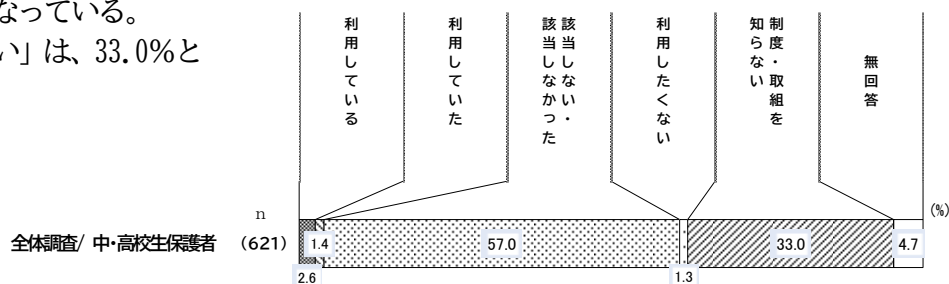 なっている。
い」は、33.0%と
利用している
利用していた
該当しない・
該当しなかった
利用したくない
制度・取組を
知らない
無回答
n
(%)
全体調査/ 中・高校生保護者 (621)
1.4
57.0
33.0
4.7
2.6
1.3